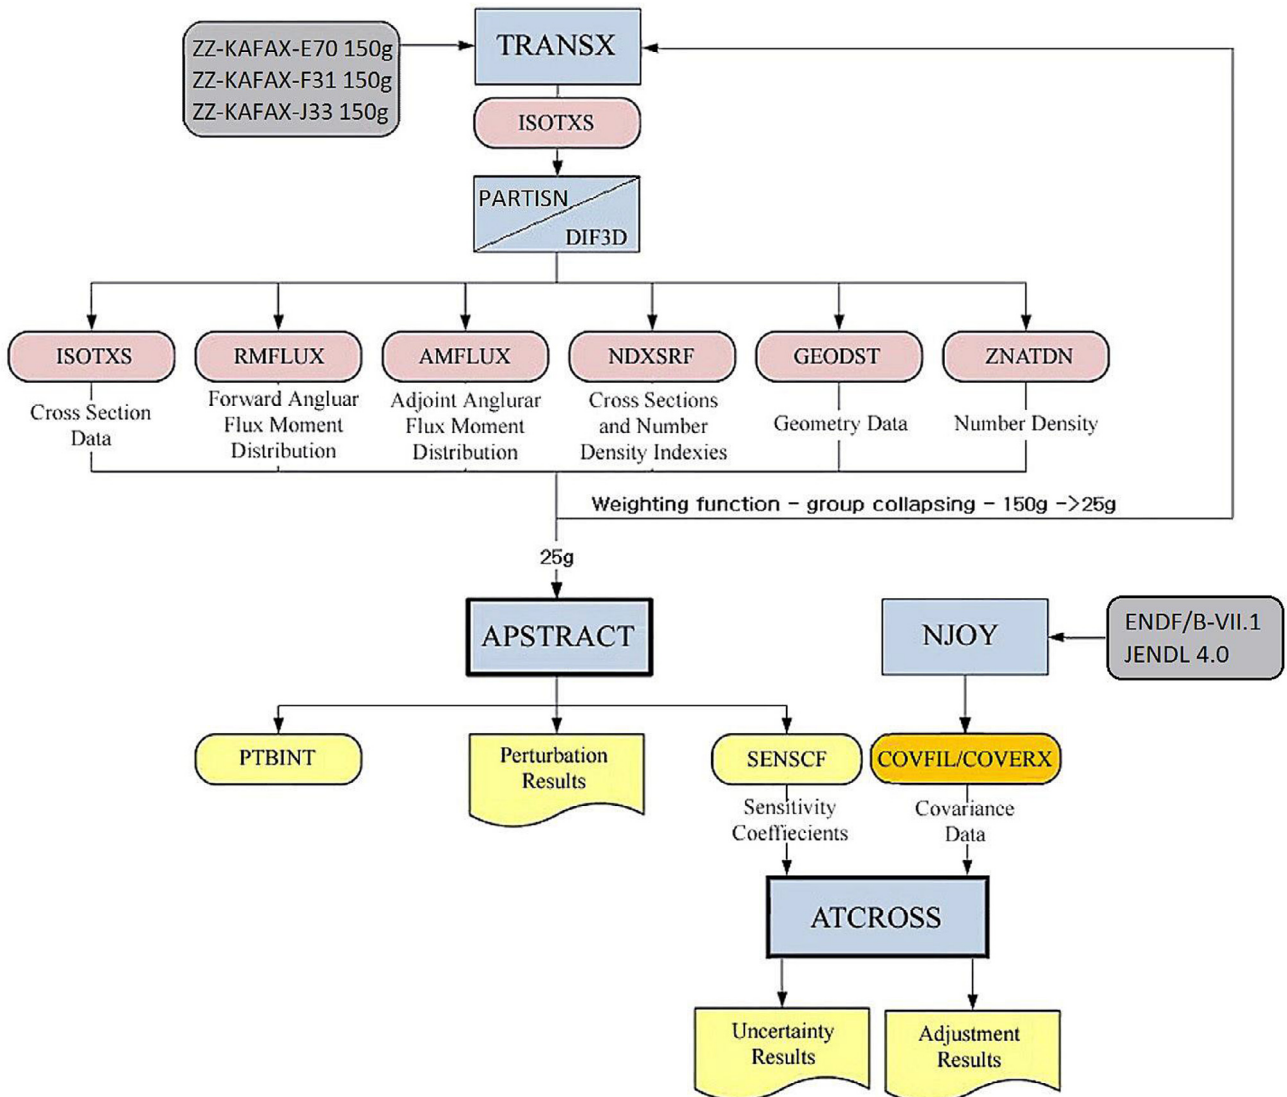 ZZ-KAFAX-E70 150g
ZZ-KAFAX-F31 150g
ZZ-KAFAX-J33 150g
TRANSX
ISOTXS
PARTISN
DIF3D
ISOTXS
RMFLUX
AMFLUX
NDXSRF
GEODST
ZNATDN
Cross Section
Data
Forward Angluar
Flux Moment
Distribution
Adjoint Anglurar
Flux Moment
Distribution
Cross Sections
and Number
Density Indexies
Geometry Data
Number Density
Weighting function - group collapsing - 150g ->25g
25g
APSTRACT
NJOY
ENDF/B-VII.1
JENDL 4.0
PTBINT
Perturbation
Results
SENSCF
COVFIL/COVERX
Sensitivity
Coeffiecients
Covariance
Data
ATCROSS
Uncertainty
Results
Adjustment
Results